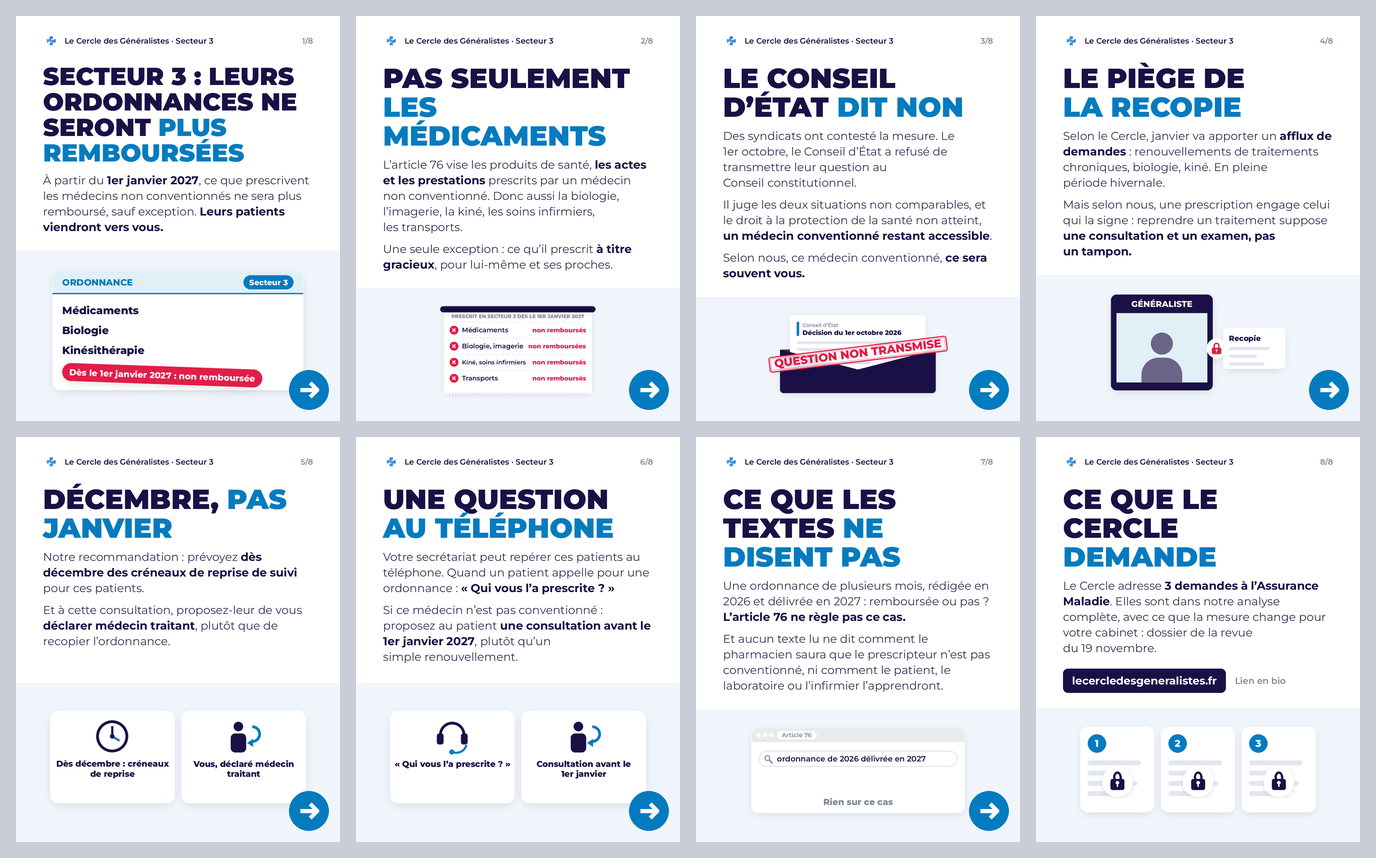 Le Cercle des Généralistes · Secteur 3
1/8
SECTEUR 3 : LEURS
ORDONNANCES NE
SERONT PLUS
REMBOURSÉES
À partir du 1er janvier 2027, ce que prescrivent
les médecins non conventionnés ne sera plus
remboursé, sauf exception. Leurs patients
viendront vers vous.
ORDONNANCE
Secteur 3
Médicaments
Biologie
Kinésithérapie
Dès le 1er janvier 2027 : non remboursée
Le Cercle des Généralistes · Secteur 3
2/8
PAS SEULEMENT
LES
MÉDICAMENTS
L’article 76 vise les produits de santé, les actes
et les prestations prescrits par un médecin
non conventionné. Donc aussi la biologie,
l’imagerie, la kiné, les soins infirmiers,
les transports.
Une seule exception : ce qu’il prescrit à titre
gracieux, pour lui-même et ses proches.
PRESCRIT EN SECTEUR 3 DÈS LE 1ER JANVIER 2027
Médicaments non remboursés
Biologie, imagerie non remboursées
Kiné, soins infirmiers non remboursés
Transports non remboursés
Le Cercle des Généralistes · Secteur 3
3/8
LE CONSEIL
D’ÉTAT DIT NON
Des syndicats ont contesté la mesure. Le
1er octobre, le Conseil d’État a refusé de
transmettre leur question au
Conseil constitutionnel.
Il juge les deux situations non comparables, et
le droit à la protection de la santé non atteint,
un médecin conventionné restant accessible.
Selon nous, ce médecin conventionné, ce sera
souvent vous.
Conseil d’État
Décision du 1er octobre 2026
QUESTION NON TRANSMISE
Le Cercle des Généralistes · Secteur 3
4/8
LE PIÈGE DE
LA RECOPIE
Selon le Cercle, janvier va apporter un afflux de
demandes : renouvellements de traitements
chroniques, biologie, kiné. En pleine
période hivernale.
Mais selon nous, une prescription engage celui
qui la signe : reprendre un traitement suppose
une consultation et un examen, pas
un tampon.
GÉNÉRALISTE
Recopie
Le Cercle des Généralistes · Secteur 3
5/8
DÉCEMBRE, PAS
JANVIER
Notre recommandation : prévoyez dès
décembre des créneaux de reprise de suivi
pour ces patients.
Et à cette consultation, proposez-leur de vous
déclarer médecin traitant, plutôt que de
recopier l’ordonnance.
Dès décembre : créneaux
de reprise
Vous, déclaré médecin
traitant
Le Cercle des Généralistes · Secteur 3
6/8
UNE QUESTION
AU TÉLÉPHONE
Votre secrétariat peut repérer ces patients au
téléphone. Quand un patient appelle pour une
ordonnance : « Qui vous l’a prescrite ? »
Si ce médecin n’est pas conventionné :
proposez au patient une consultation avant le
1er janvier 2027, plutôt qu’un
simple renouvellement.
« Qui vous l’a prescrite ? »
Consultation avant le
1er janvier
Le Cercle des Généralistes · Secteur 3
7/8
CE QUE LES
TEXTES NE
DISENT PAS
Une ordonnance de plusieurs mois, rédigée en
2026 et délivrée en 2027 : remboursée ou pas ?
L’article 76 ne règle pas ce cas.
Et aucun texte lu ne dit comment le
pharmacien saura que le prescripteur n’est pas
conventionné, ni comment le patient, le
laboratoire ou l’infirmier l’apprendront.
Article 76
ordonnance de 2026 délivrée en 2027
Rien sur ce cas
Le Cercle des Généralistes · Secteur 3
8/8
CE QUE LE
CERCLE
DEMANDE
Le Cercle adresse 3 demandes à l’Assurance
Maladie. Elles sont dans notre analyse
complète, avec ce que la mesure change pour
votre cabinet : dossier de la revue
du 19 novembre.
lecercledesgeneralistes.fr
Lien en bio
1
2
3